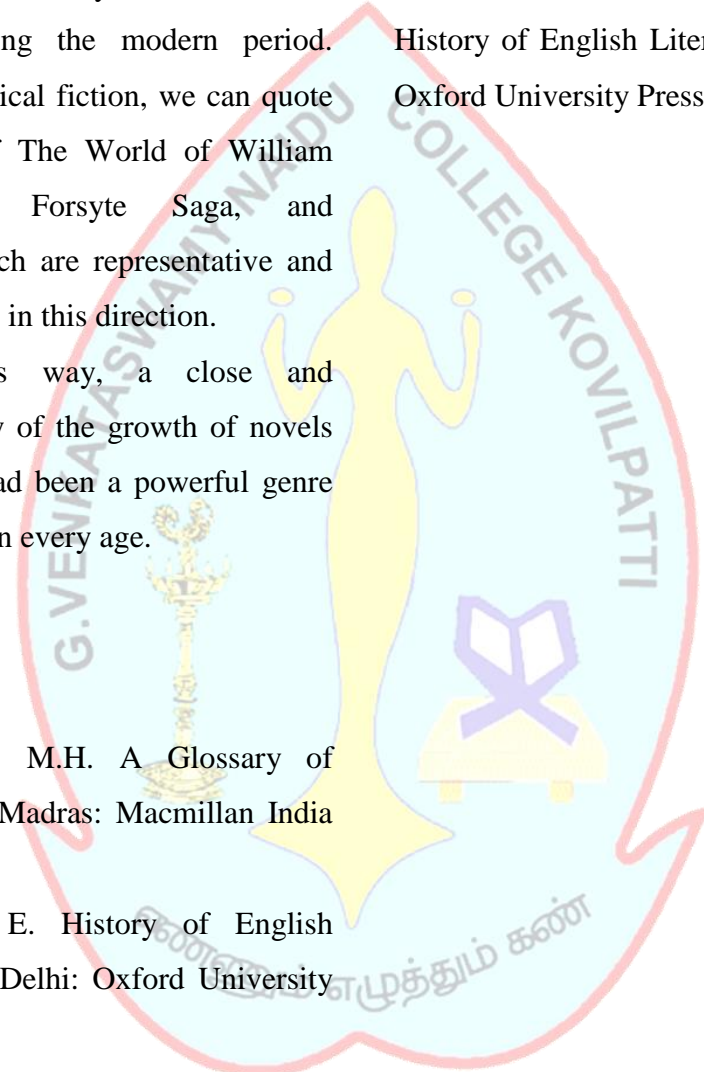 ng the modern period.
ical fiction, we can quote
The World of William
Forsyte Saga, and
ch are representative and
in this direction.
s way, a close and
of the growth of novels
ad been a powerful genre
n every age.
M.H. A Glossary of
Madras: Macmillan India
E. History of English
Delhi: Oxford University
History of English Liter
Oxford University Press
G.VENKATASWAMY NAIDU COLLEGE KOVILPATTI
எண்ணும் எழுத்தும் கண்